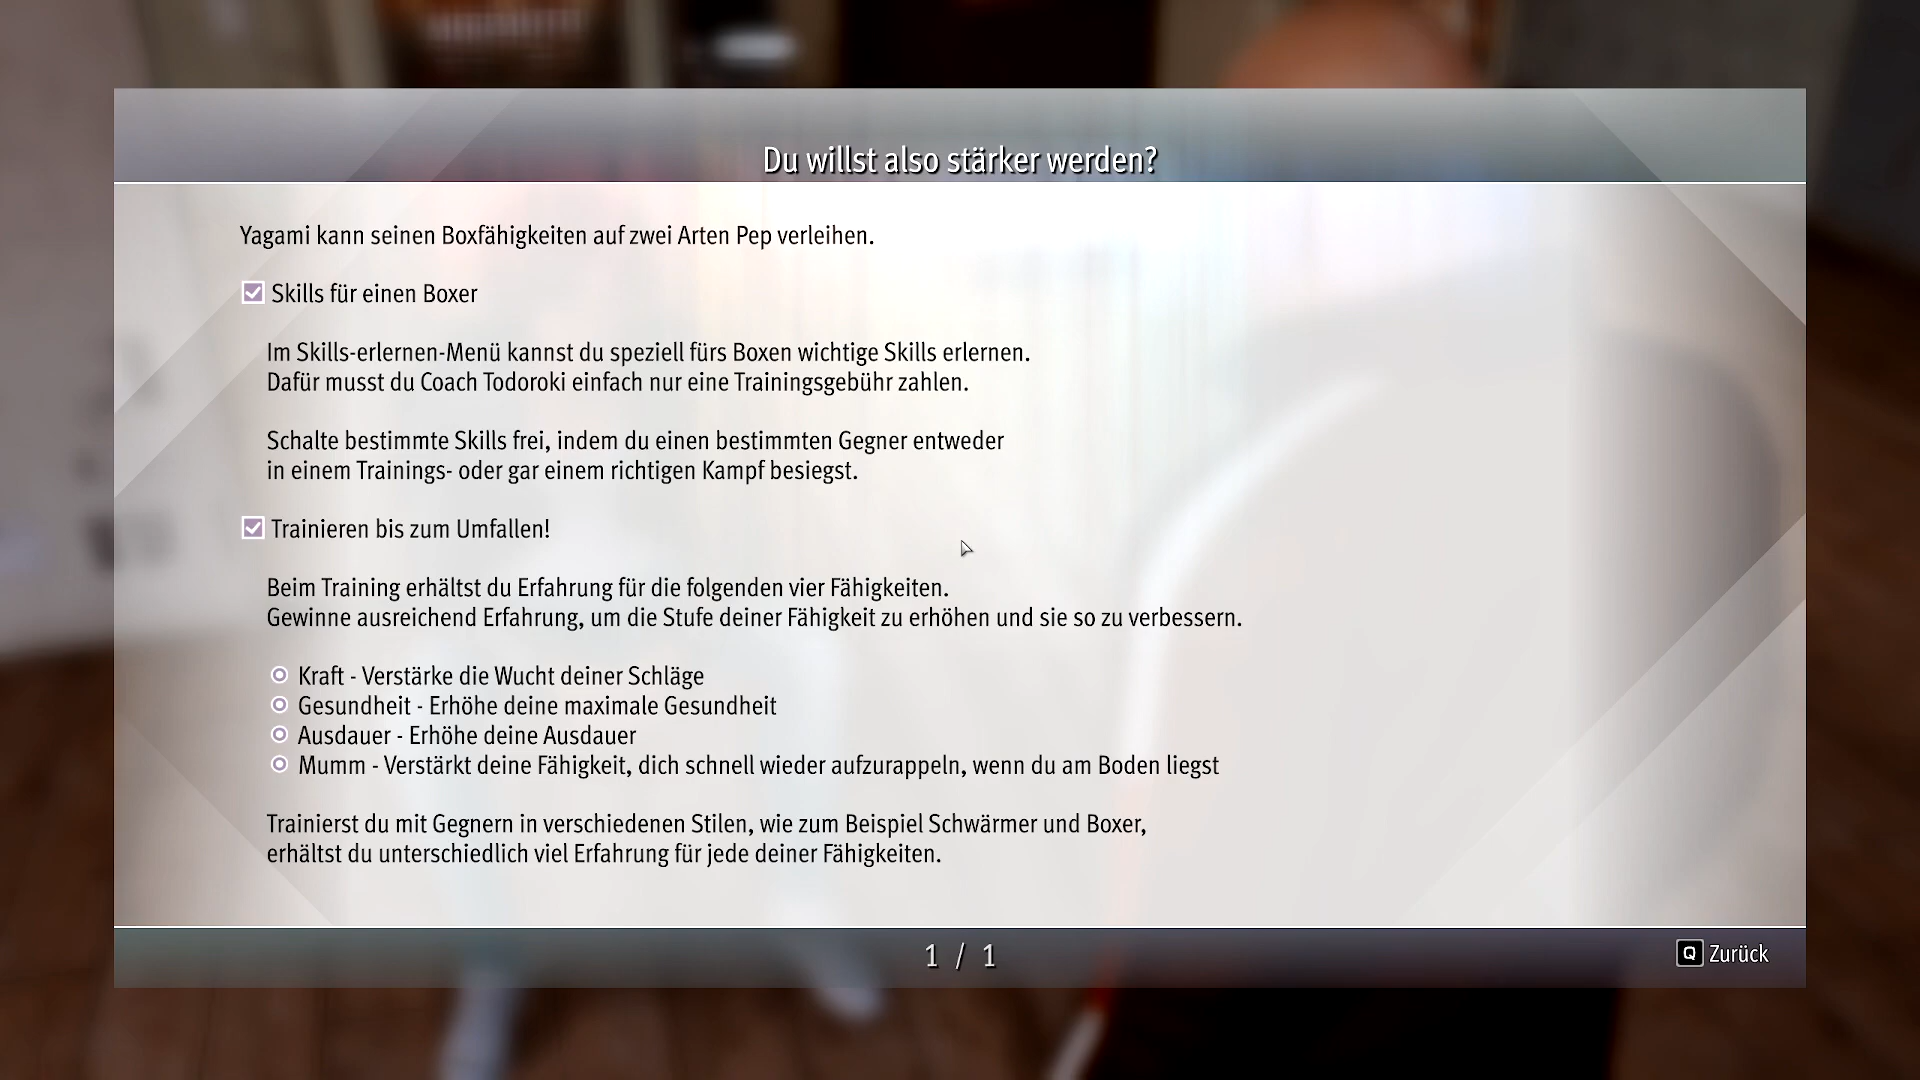 Du willst also stärker werden?
Yagami kann seinen Boxfähigkeiten auf zwei Arten Pep verleihen.
Skills für einen Boxer
Im Skills-erlernen-Menü kannst du speziell fürs Boxen wichtige Skills erlernen.
Dafür musst du Coach Todoroki einfach nur eine Trainingsgebühr zahlen.
Schalte bestimmte Skills frei, indem du einen bestimmten Gegner entweder
in einem Trainings- oder gar einem richtigen Kampf besiegst.
Trainieren bis zum Umfallen!
Beim Training erhältst du Erfahrung für die folgenden vier Fähigkeiten.
Gewinne ausreichend Erfahrung, um die Stufe deiner Fähigkeit zu erhöhen und sie so zu verbessern.
Kraft - Verstärke die Wucht deiner Schläge
Gesundheit - Erhöhe deine maximale Gesundheit
Ausdauer - Erhöhe deine Ausdauer
Mumm - Verstärkt deine Fähigkeit, dich schnell wieder aufzurappeln, wenn du am Boden liegst
Trainierst du mit Gegnern in verschiedenen Stilen, wie zum Beispiel Schwärmer und Boxer,
erhältst du unterschiedlich viel Erfahrung für jede deiner Fähigkeiten.
1 / 1
Q Zurück